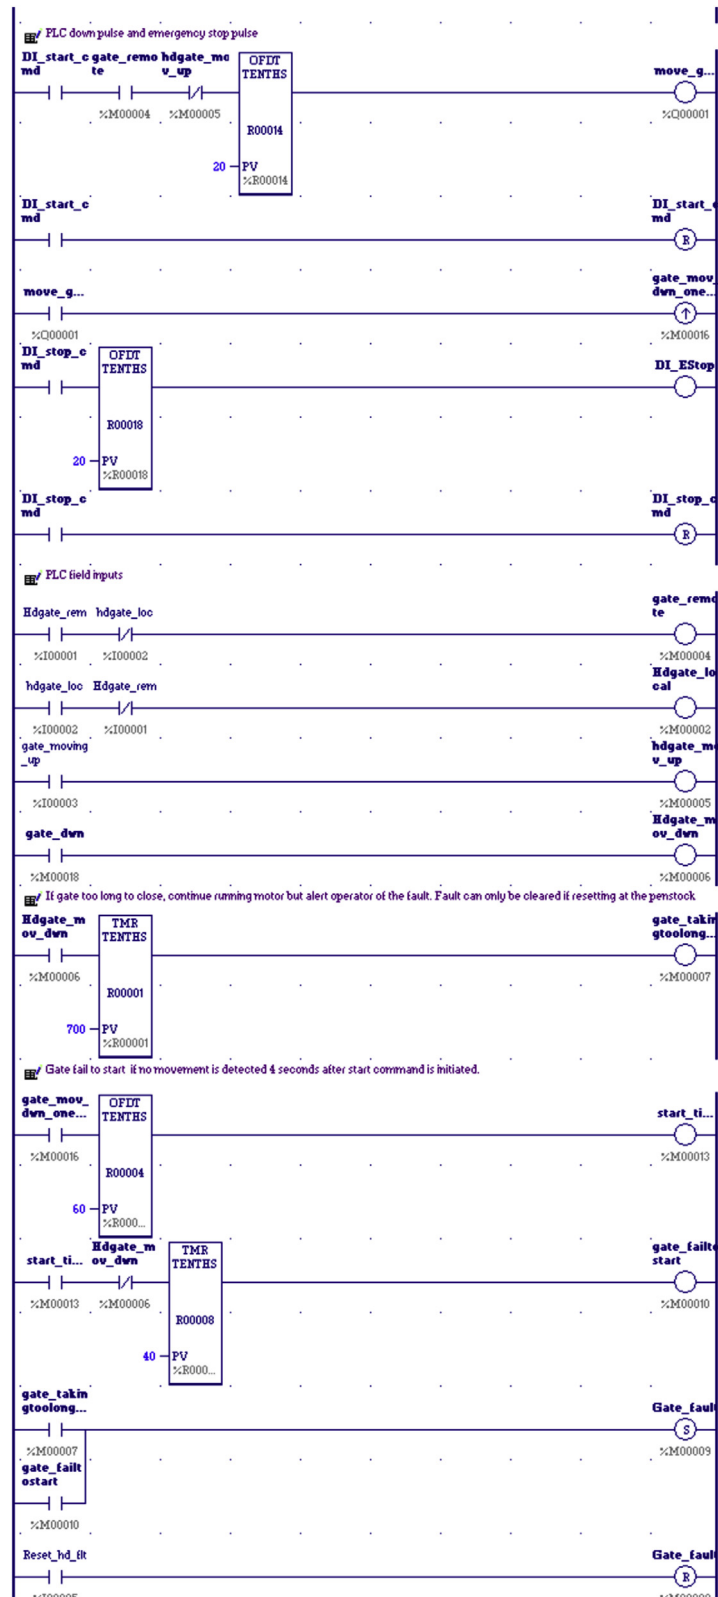 PLC down pulse and emergency stop pulse
DI_start_c gate_remo hdgate_mo
md te v_up
OFDT
TENTHS
move_g...
%M00004 %M00005
%Q00001
R00014
20 PV
%R00014
DI_start_c
md
DI_start_c
md
R
move_g...
gate_mov_
dwn_one...
%Q00001
%M00016
DI_stop_c
md
OFDT
TENTHS
DI_EStop
R00018
20 PV
%R00018
DI_stop_c
md
DI_stop_c
md
R
PLC field inputs
Hdgate_rem hdgate_loc
gate_remo
te
%I00001 %I00002
%M00004
hdgate_loc Hdgate_rem
Hdgate_lo
cal
%I00002 %I00001
%M00002
gate_moving
_up
hdgate_mo
v_up
%I00003
%M00005
gate_dwn
Hdgate_m
ov_dwn
%M00018
%M00006
If gate too long to close, continue running motor but alert operator of the fault. Fault can only be cleared if resetting at the penstock
Hdgate_m
ov_dwn
TMR
TENTHS
gate_takin
gtoolong...
%M00006
%M00007
R00001
700 PV
%R00001
Gate fail to start if no movement is detected 4 seconds after start command is initiated.
gate_mov_
dwn_one...
OFDT
TENTHS
start_ti...
%M00016
%M00013
R00004
60 PV
%R000...
start_ti...
Hdgate_m
ov_dwn
TMR
TENTHS
gate_failto
start
%M00013 %M00006
%M00010
R00008
40 PV
%R000...
gate_takin
gtoolong...
Gate_fault
S
%M00007
%M00009
gate_failt
ostart
%M00010
Reset_hd_flt
Gate_fault
R